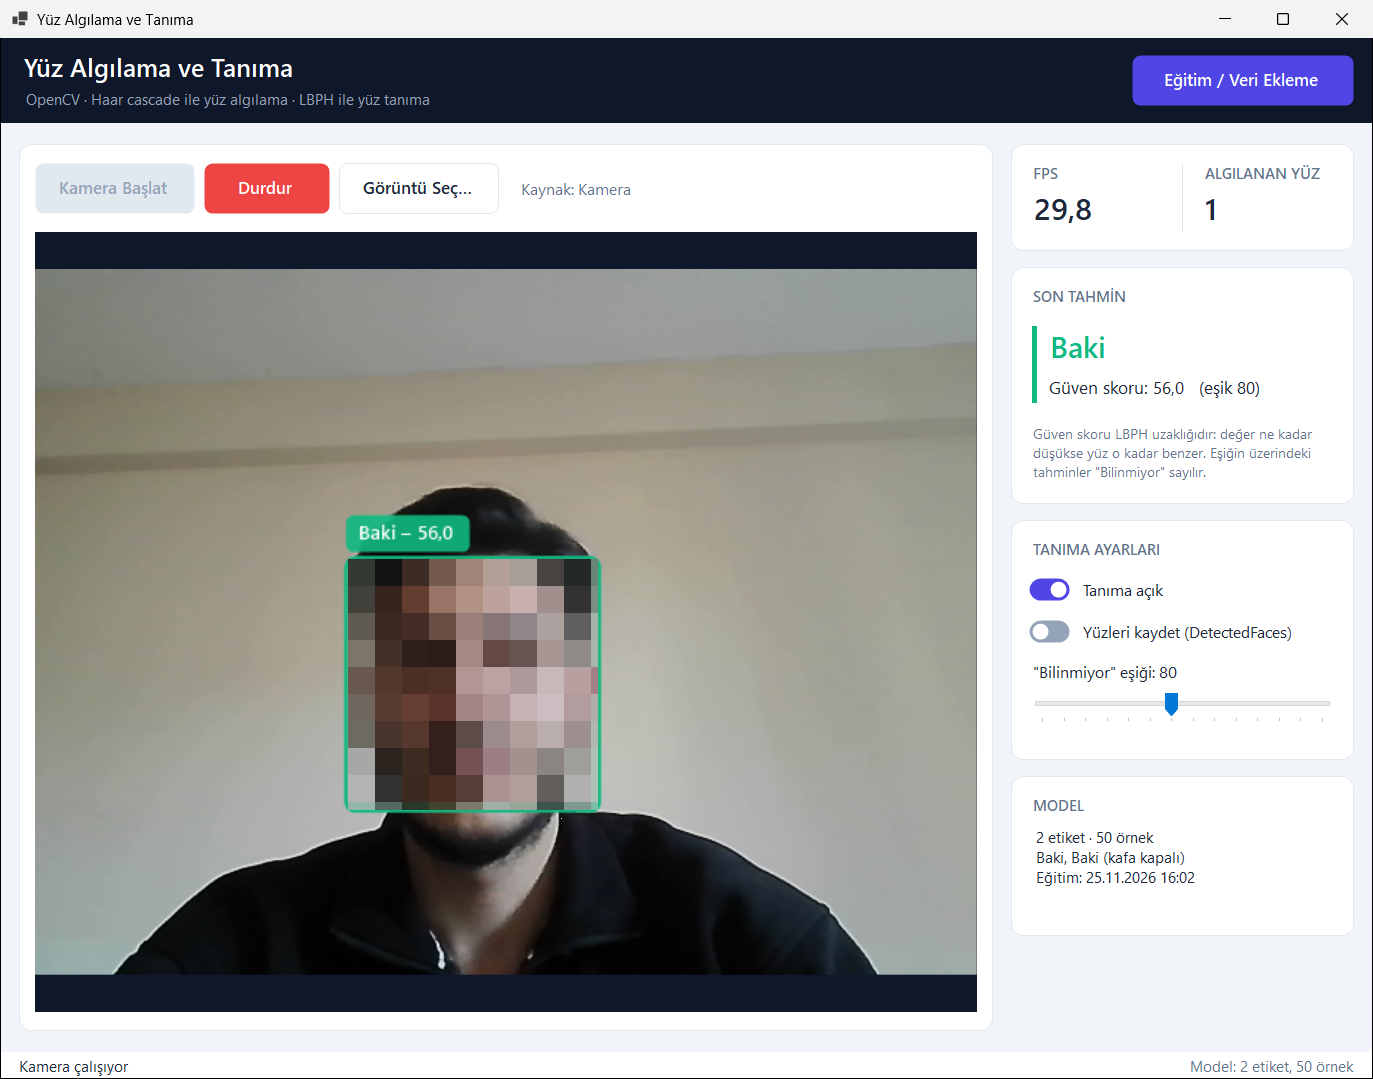 Yüz Algılama ve Tanıma
Yüz Algılama ve Tanıma
OpenCV · Haar cascade ile yüz algılama · LBPH ile yüz tanıma
Eğitim / Veri Ekleme
Kamera Başlat
Durdur
Görüntü Seç...
Kaynak: Kamera
Baki – 56,0
FPS
29,8
ALGILANAN YÜZ
1
SON TAHMİN
Baki
Güven skoru: 56,0 (eşik 80)
Güven skoru LBPH uzaklığıdır: değer ne kadar
düşükse yüz o kadar benzer. Eşiğin üzerindeki
tahminler "Bilinmiyor" sayılır.
TANIMA AYARLARI
Tanıma açık
Yüzleri kaydet (DetectedFaces)
"Bilinmiyor" eşiği: 80
MODEL
2 etiket · 50 örnek
Baki, Baki (kafa kapalı)
Eğitim: 25.11.2026 16:02
Kamera çalışıyor
Model: 2 etiket, 50 örnek